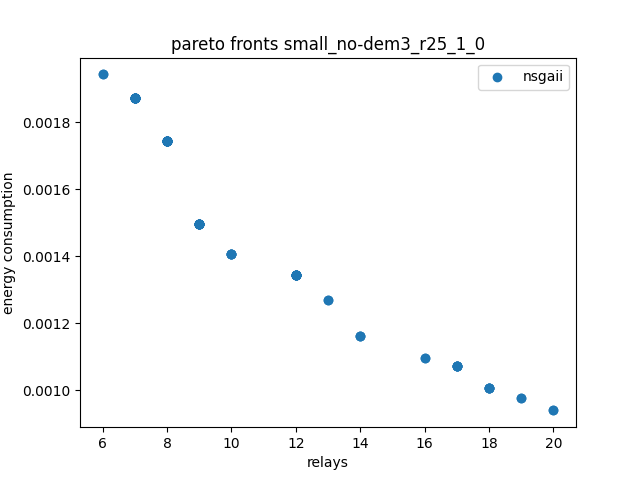 pareto fronts small_no-dem3_r25_1_0
nsgaii
energy consumption
0.0018
0.0016
0.0014
0.0012
0.0010
6 8 10 12 14 16 18 20
relays